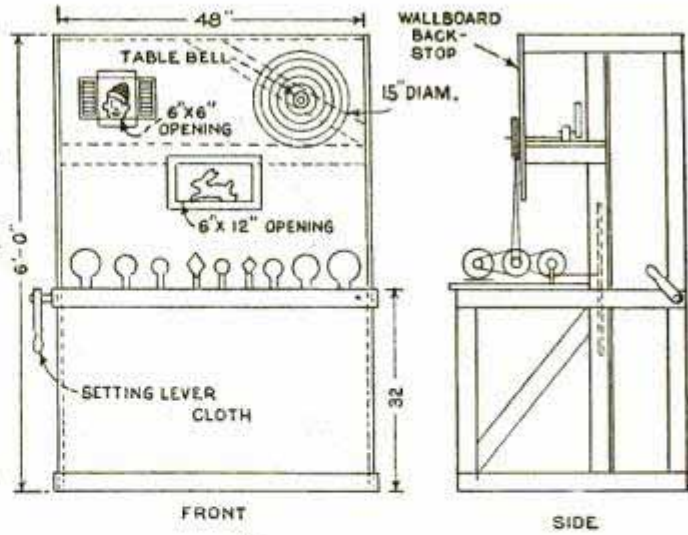 48"
WALLBOARD
BACK-
STOP
TABLE BELL
15" DIAM.
6"X6"
OPENING
6"X 12" OPENING
6'-0"
SETTING LEVER
CLOTH
32
FRONT
SIDE